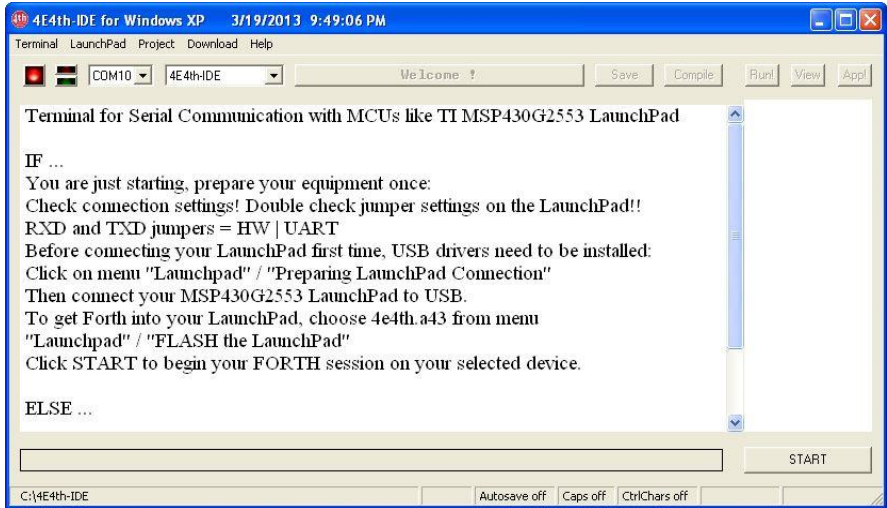 4th 4E4th-IDE for Windows XP 3/19/2013 9:49:06 PM
Terminal LaunchPad Project Download Help
COM10 4E4th-IDE Welcome ! Save Compile Run! View App!
Terminal for Serial Communication with MCUs like TI MSP430G2553 LaunchPad
IF ...
You are just starting, prepare your equipment once:
Check connection settings! Double check jumper settings on the LaunchPad!!
RXD and TXD jumpers = HW | UART
Before connecting your LaunchPad first time, USB drivers need to be installed:
Click on menu "Launchpad" / "Preparing LaunchPad Connection"
Then connect your MSP430G2553 LaunchPad to USB.
To get Forth into your LaunchPad, choose 4e4th.a43 from menu
"Launchpad" / "FLASH the LaunchPad"
Click START to begin your FORTH session on your selected device.
ELSE ...
START
C:\4E4th-IDE Autosave off Caps off CtrlChars off